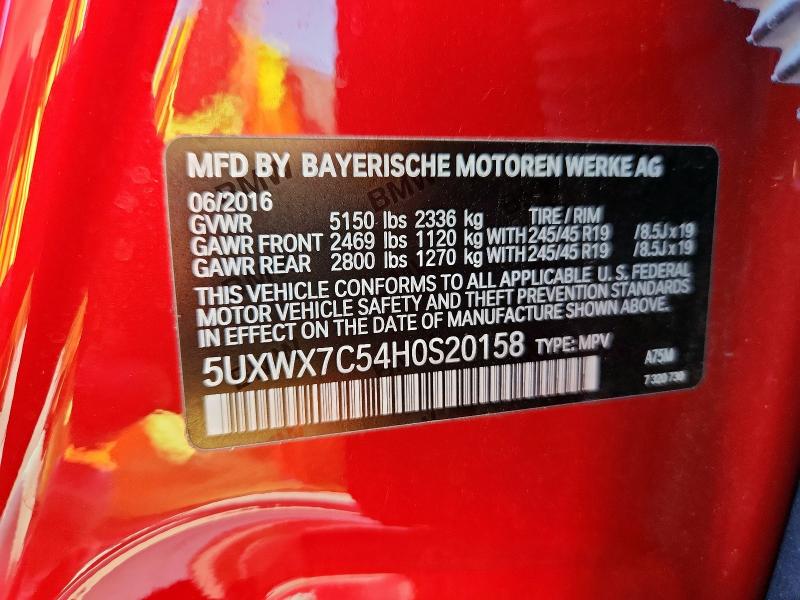 MFD BY BAYERISCHE MOTOREN WERKE AG
06/2016
GVWR 5150 lbs 2336 kg TIRE / RIM
GAWR FRONT 2469 lbs 1120 kg WITH 245/45 R19 / 8.5J x 19
GAWR REAR 2800 lbs 1270 kg WITH 245/45 R19 / 8.5J x 19
THIS VEHICLE CONFORMS TO ALL APPLICABLE U.S. FEDERAL
MOTOR VEHICLE SAFETY AND THEFT PREVENTION STANDARDS
IN EFFECT ON THE DATE OF MANUFACTURE SHOWN ABOVE.
5UXWX7C54H0S20158 TYPE: MPV A75M
7 320 730